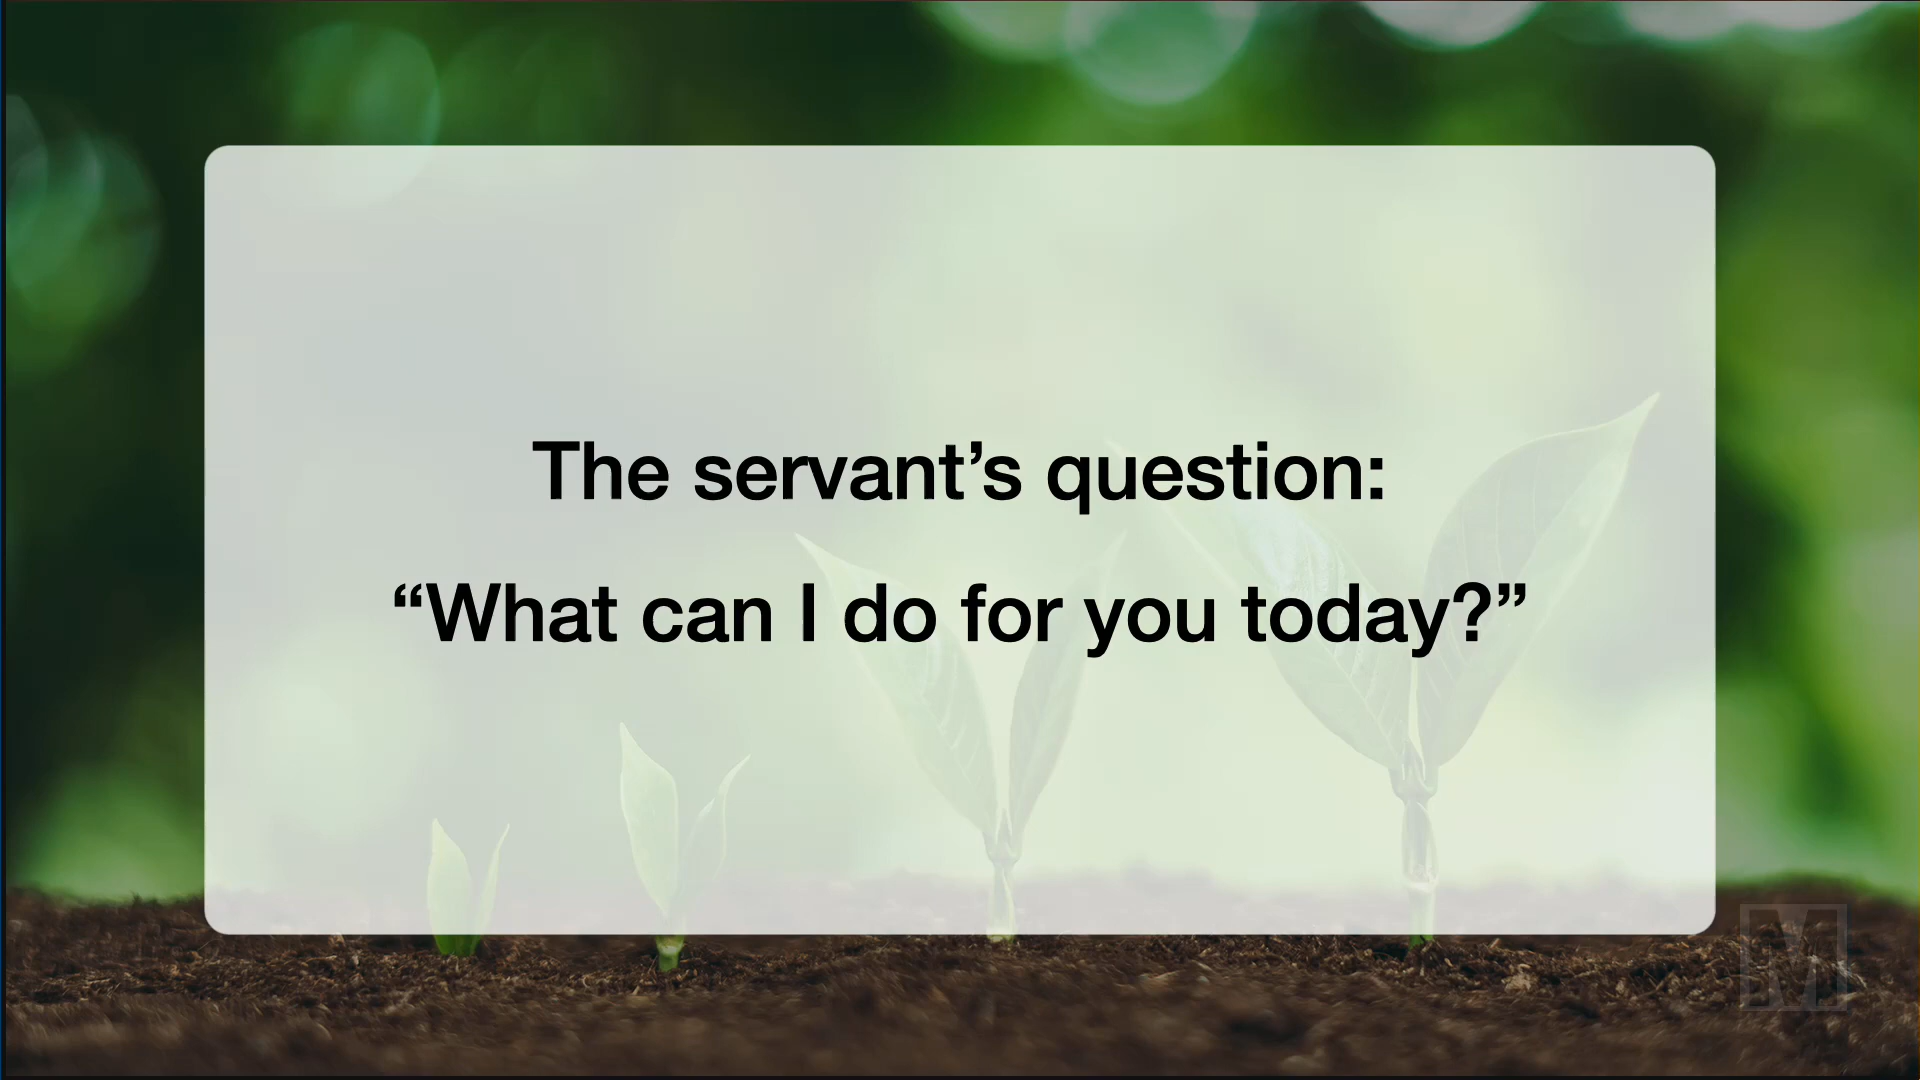 The servant’s question:
“What can I do for you today?”
M